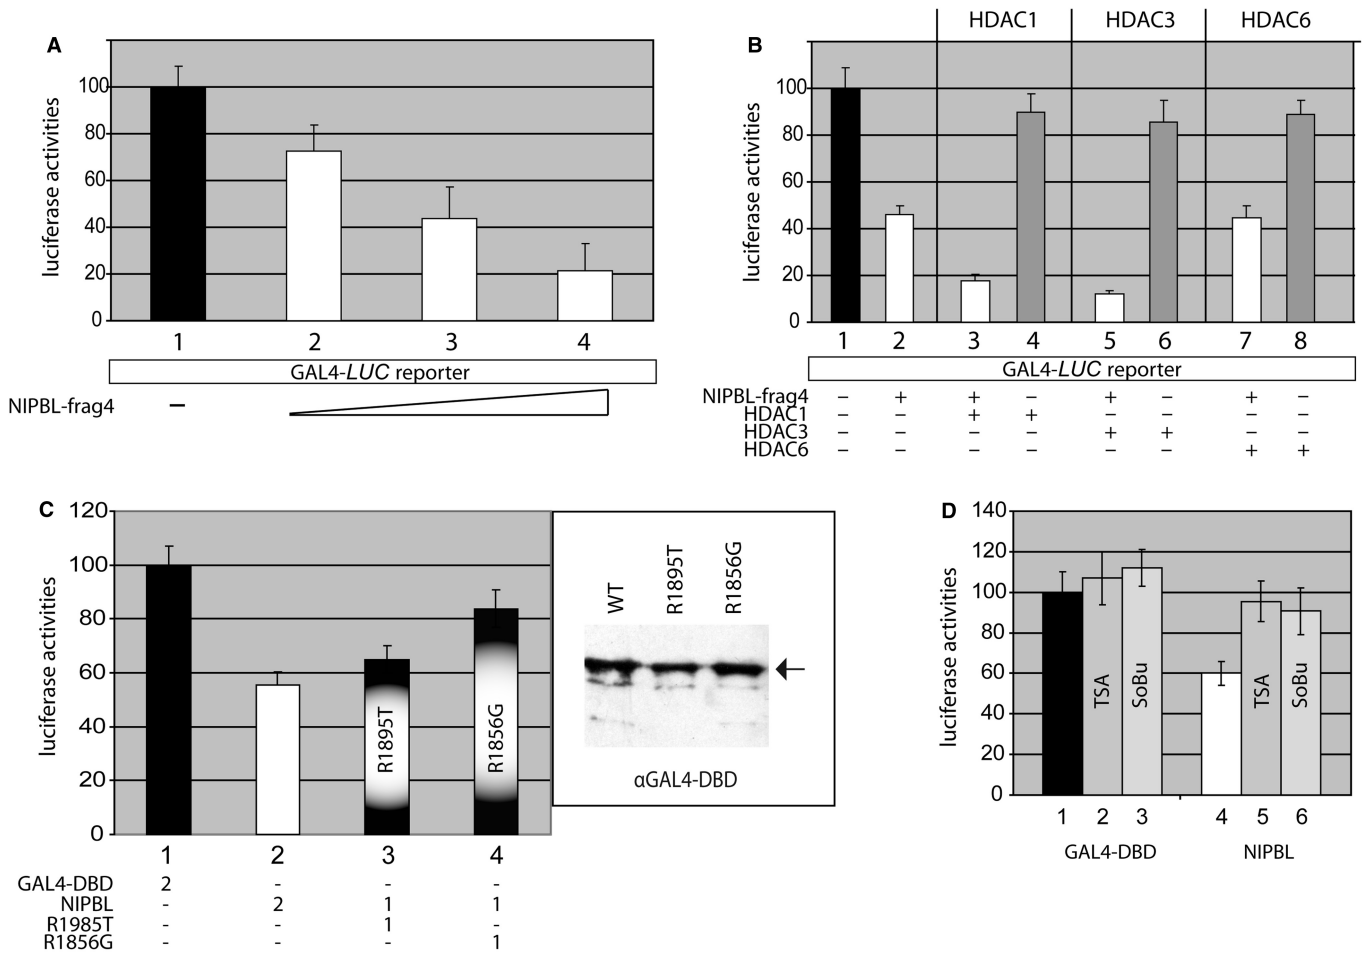 A
luciferase activities
100
80
60
40
20
0
1 2 3 4
GAL4-LUC reporter
NIPBL-frag4 –
B
HDAC1 HDAC3 HDAC6
luciferase activities
100
80
60
40
20
0
1 2 3 4 5 6 7 8
GAL4-LUC reporter
NIPBL-frag4 – + + – + – + –
HDAC1 – – + + – – – –
HDAC3 – – – – + + – –
HDAC6 – – – – – – + +
C
luciferase activities
120
100
80
60
40
20
0
R1895T
R1856G
1 2 3 4
GAL4-DBD 2 - - -
NIPBL - 2 1 1
R1985T - - 1 -
R1856G - - - 1
WT
R1895T
R1856G
αGAL4-DBD
D
luciferase activities
140
120
100
80
60
40
20
0
TSA
SoBu
TSA
SoBu
1 2 3 4 5 6
GAL4-DBD NIPBL